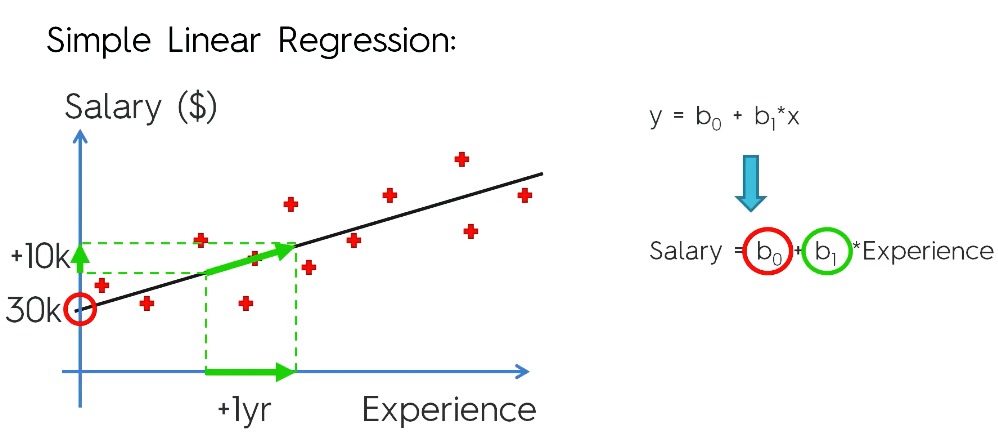 Simple Linear Regression:
Salary ($)
+10k
30k
+1yr
Experience
y = b₀ + b₁*x
Salary = b₀ + b₁ *Experience